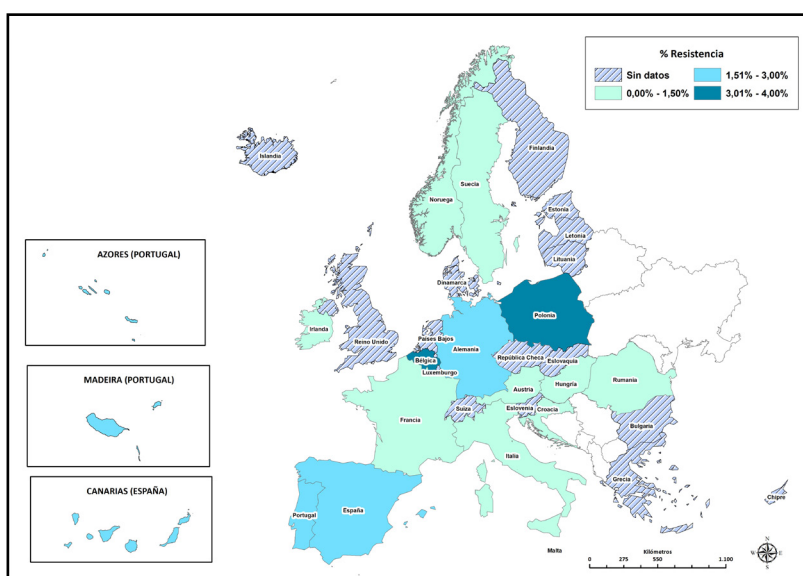 % Resistencia
Sin datos
1,51% - 3,00%
0,00% - 1,50%
3,01% - 4,00%
Islandia
Finlandia
Suecia
Noruega
Estonia
Letonia
Lituania
Dinamarca
Irlanda
Reino Unido
Países Bajos
Polonia
Alemania
Bélgica
Luxemburgo
República Checa
Eslovaquia
Austria
Hungría
Rumanía
Suiza
Eslovenia
Croacia
Francia
Italia
Bulgaria
Grecia
Chipre
Portugal
España
Malta
AZORES (PORTUGAL)
MADEIRA (PORTUGAL)
CANARIAS (ESPAÑA)
Kilómetros
0 275 550 1.100
N
W E
S